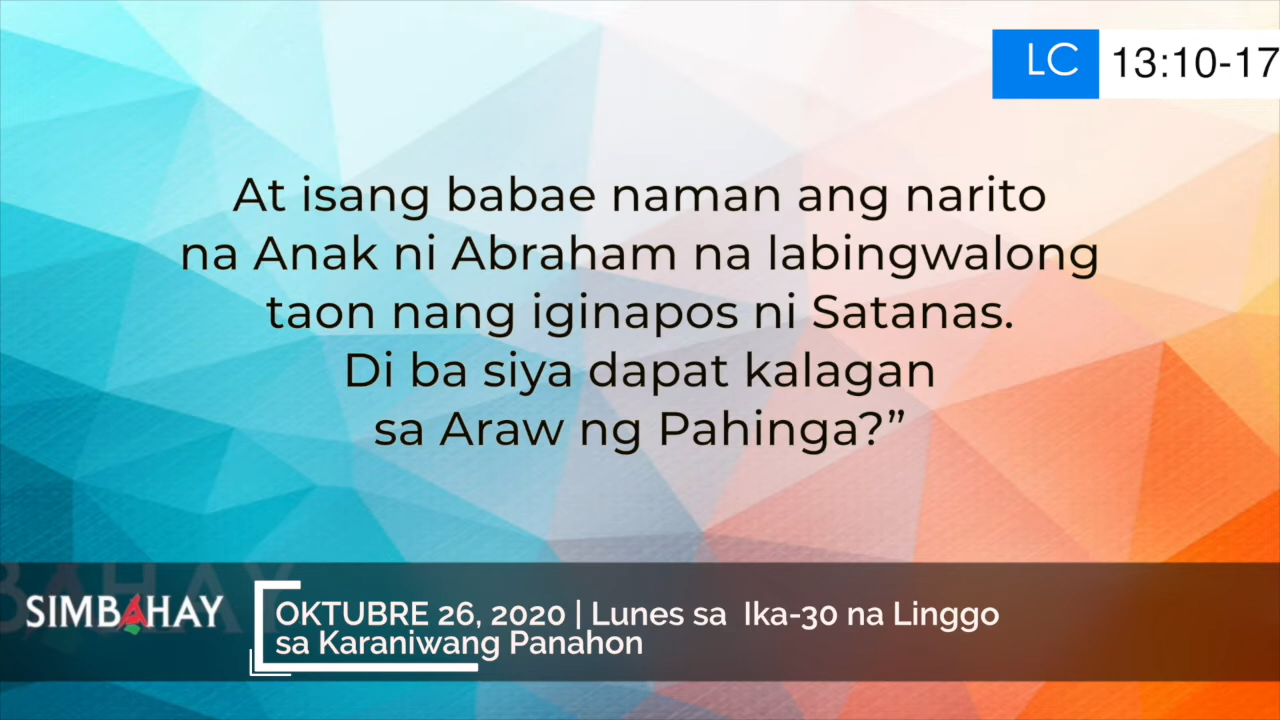 LC 13:10-17
At isang babae naman ang narito
na Anak ni Abraham na labingwalong
taon nang iginapos ni Satanas.
Di ba siya dapat kalagan
sa Araw ng Pahinga?”
SIMBAHAY
OKTUBRE 26, 2020 | Lunes sa Ika-30 na Linggo
sa Karaniwang Panahon